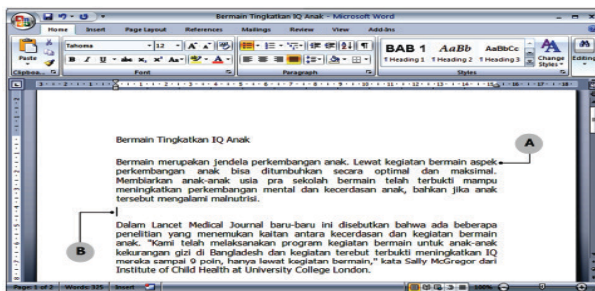 Bermain Tingkatkan IQ Anak - Microsoft Word
Home Insert Page Layout References Mailings Review View Add-Ins
Tahoma 12
Paste
BAB 1 AaBb AaBbCc
¶ Heading 1 ¶ Heading 2 ¶ Heading 3 Change Styles Editing
Clipboa... Font Paragraph Styles
Bermain Tingkatkan IQ Anak
A
Bermain merupakan jendela perkembangan anak. Lewat kegiatan bermain aspek
perkembangan anak bisa ditumbuhkan secara optimal dan maksimal.
Membiarkan anak-anak usia pra sekolah bermain telah terbukti mampu
meningkatkan perkembangan mental dan kecerdasan anak, bahkan jika anak
tersebut mengalami malnutrisi.
B
Dalam Lancet Medical Journal baru-baru ini disebutkan bahwa ada beberapa
penelitian yang menemukan kaitan antara kecerdasan dan kegiatan bermain
anak. "Kami telah melaksanakan program kegiatan bermain untuk anak-anak
kekurangan gizi di Bangladesh dan kegiatan terebut terbukti meningkatkan IQ
mereka sampai 9 poin, hanya lewat kegiatan bermain," kata Sally McGregor dari
Institute of Child Health at University College London.
Page: 1 of 2 Words: 325 Insert 100%